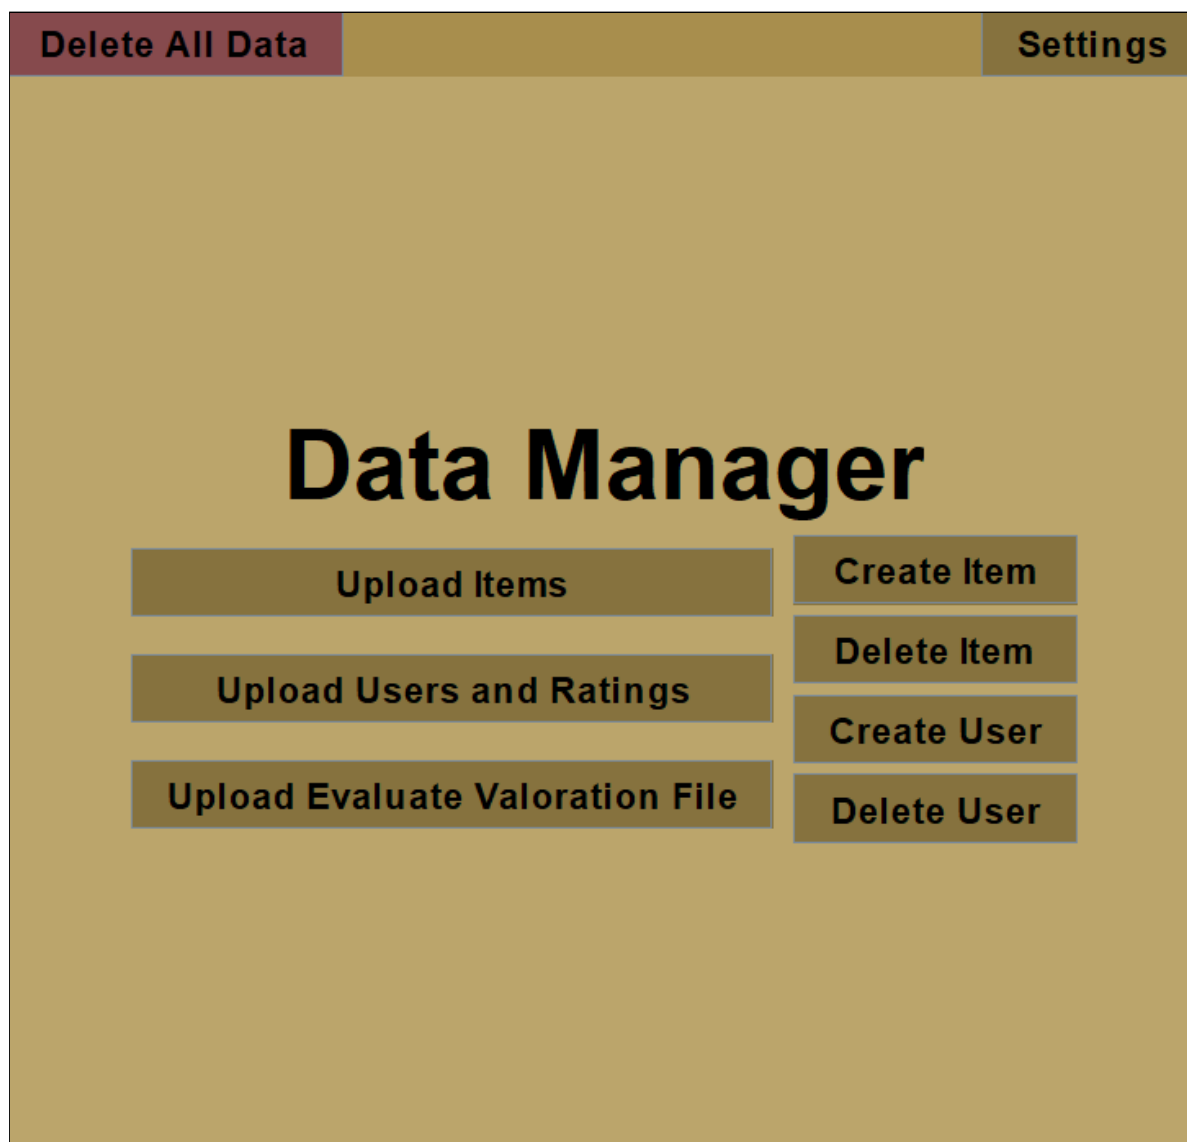 Delete All Data
Settings
Data Manager
Upload Items
Upload Users and Ratings
Upload Evaluate Valoration File
Create Item
Delete Item
Create User
Delete User